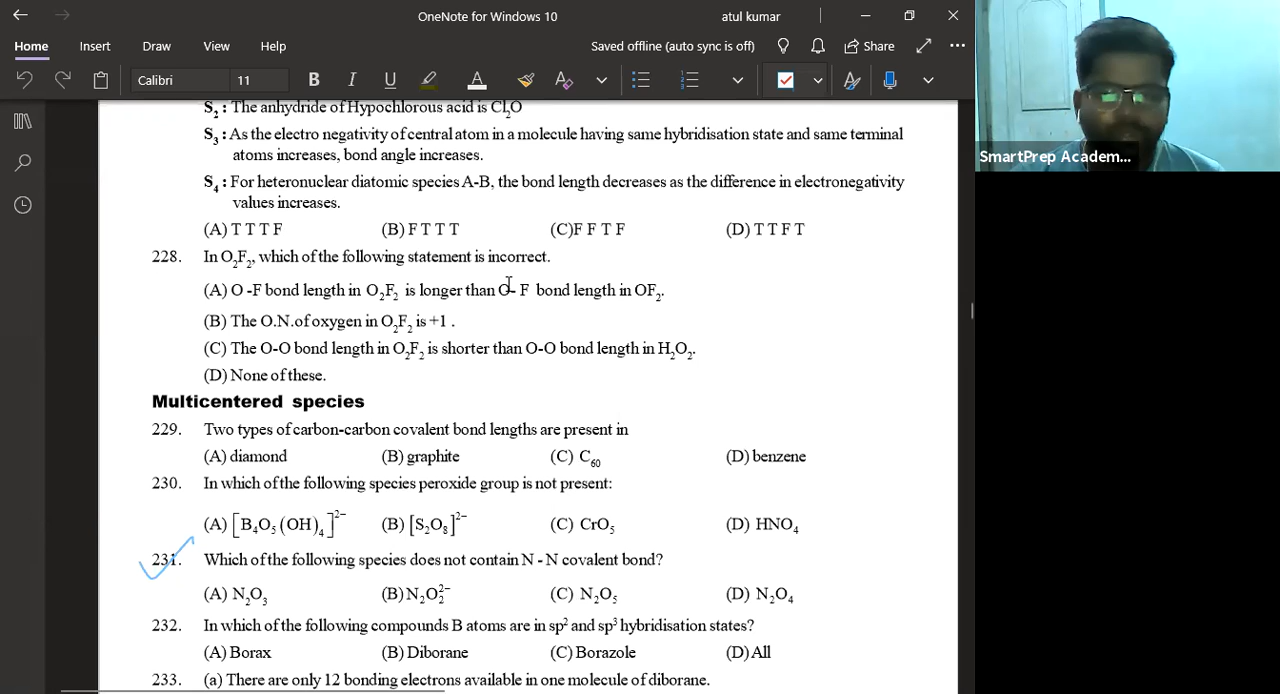 OneNote for Windows 10
atul kumar
Home Insert Draw View Help
Saved offline (auto sync is off)
Share
Calibri 11
B I U A
S₂ : The anhydride of Hypochlorous acid is Cl₂O
S₃ : As the electro negativity of central atom in a molecule having same hybridisation state and same terminal
atoms increases, bond angle increases.
S₄ : For heteronuclear diatomic species A-B, the bond length decreases as the difference in electronegativity
values increases.
(A) T T T F (B) F T T T (C)F F T F (D) T T F T
228. In O₂F₂, which of the following statement is incorrect.
(A) O -F bond length in O₂F₂ is longer than O- F bond length in OF₂.
(B) The O.N.of oxygen in O₂F₂ is +1 .
(C) The O-O bond length in O₂F₂ is shorter than O-O bond length in H₂O₂.
(D) None of these.
Multicentered species
229. Two types of carbon-carbon covalent bond lengths are present in
(A) diamond (B) graphite (C) C₆₀ (D) benzene
230. In which of the following species peroxide group is not present:
(A) [B₄O₅(OH)₄]²⁻ (B) [S₂O₈]²⁻ (C) CrO₅ (D) HNO₄
231. Which of the following species does not contain N - N covalent bond?
(A) N₂O₃ (B) N₂O₂²⁻ (C) N₂O₅ (D) N₂O₄
232. In which of the following compounds B atoms are in sp² and sp³ hybridisation states?
(A) Borax (B) Diborane (C) Borazole (D) All
233. (a) There are only 12 bonding electrons available in one molecule of diborane.
SmartPrep Academ...